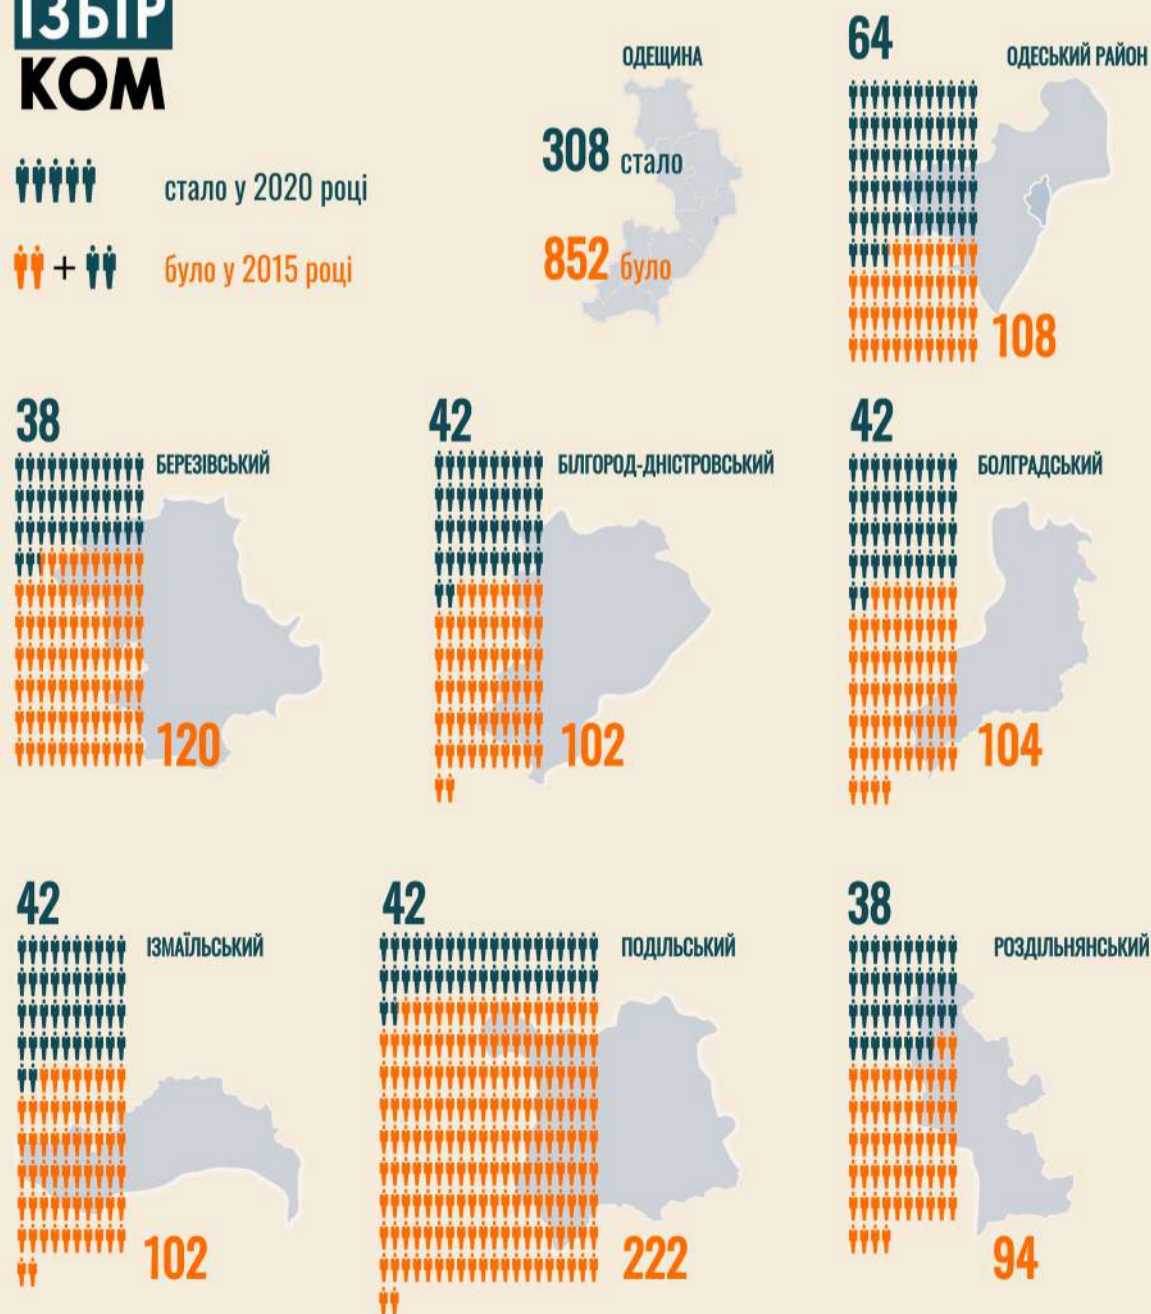 ІЗБІР
КОМ
стало у 2020 році
+
було у 2015 році
ОДЕЩИНА
308 стало
852 було
64
ОДЕСЬКИЙ РАЙОН
108
38
БЕРЕЗІВСЬКИЙ
120
42
БІЛГОРОД-ДНІСТРОВСЬКИЙ
102
42
БОЛГРАДСЬКИЙ
104
42
ІЗМАЇЛЬСЬКИЙ
102
42
ПОДІЛЬСЬКИЙ
222
38
РОЗДІЛЬНЯНСЬКИЙ
94